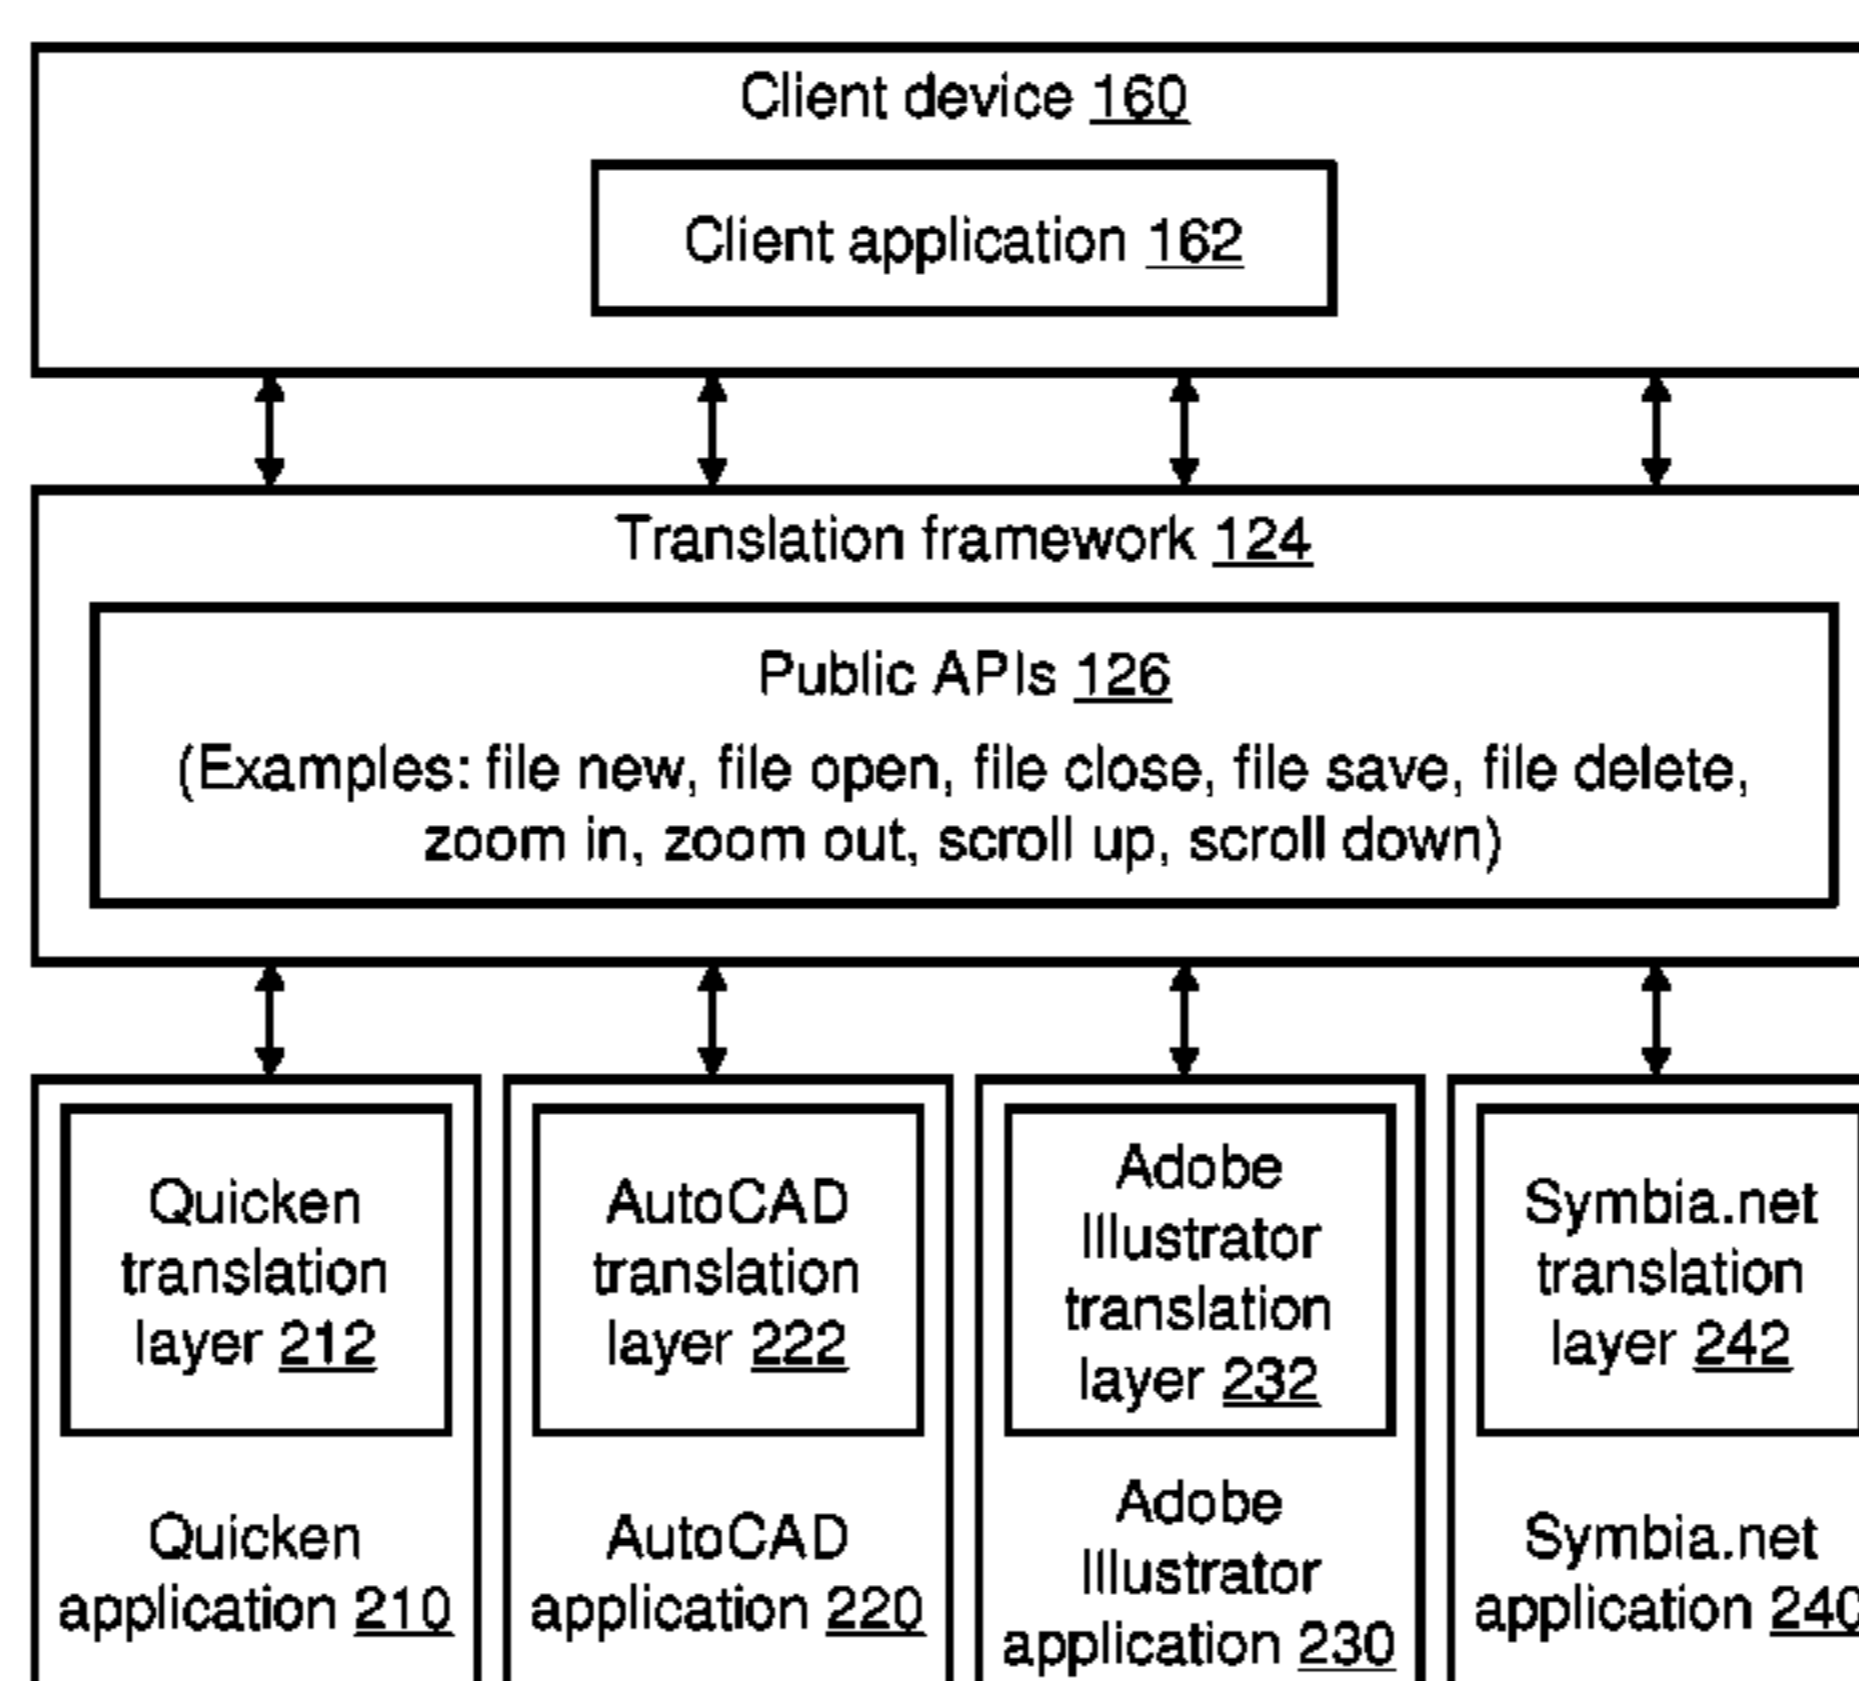 Client device 160
Client application 162
Translation framework 124
Public APIs 126
(Examples: file new, file open, file close, file save, file delete,
zoom in, zoom out, scroll up, scroll down)
Quicken
translation
layer 212
Quicken
application 210
AutoCAD
translation
layer 222
AutoCAD
application 220
Adobe
Illustrator
translation
layer 232
Adobe
Illustrator
application 230
Symbia.net
translation
layer 242
Symbia.net
application 240